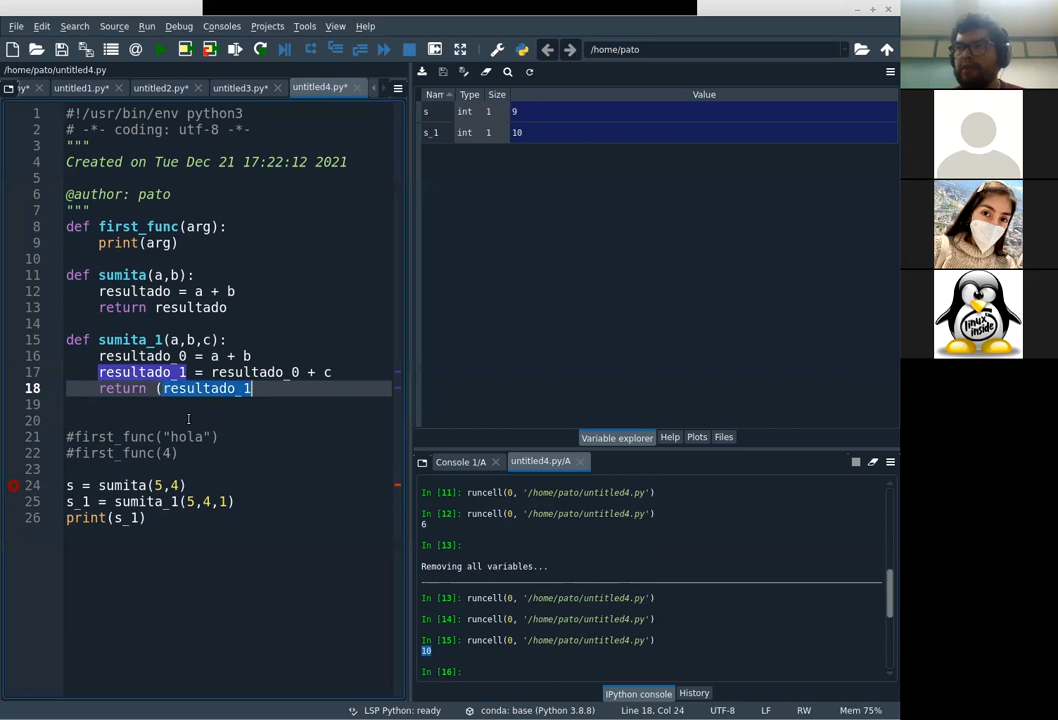 File Edit Search Source Run Debug Consoles Projects Tools View Help
/home/pato
/home/pato/untitled4.py
untitled1.py* untitled2.py* untitled3.py* untitled4.py*
1 #!/usr/bin/env python3
2 # -*- coding: utf-8 -*-
3 """
4 Created on Tue Dec 21 17:22:12 2021
5
6 @author: pato
7 """
8 def first_func(arg):
9 print(arg)
10
11 def sumita(a,b):
12 resultado = a + b
13 return resultado
14
15 def sumita_1(a,b,c):
16 resultado_0 = a + b
17 resultado_1 = resultado_0 + c
18 return (resultado_1
19
20
21 #first_func("hola")
22 #first_func(4)
23
24 s = sumita(5,4)
25 s_1 = sumita_1(5,4,1)
26 print(s_1)
Nar Type Size Value
s int 1 9
s_1 int 1 10
Variable explorer Help Plots Files
Console 1/A untitled4.py/A
In [11]: runcell(0, '/home/pato/untitled4.py')
In [12]: runcell(0, '/home/pato/untitled4.py')
6
In [13]:
Removing all variables...
In [13]: runcell(0, '/home/pato/untitled4.py')
In [14]: runcell(0, '/home/pato/untitled4.py')
In [15]: runcell(0, '/home/pato/untitled4.py')
10
In [16]:
IPython console History
LSP Python: ready conda: base (Python 3.8.8) Line 18, Col 24 UTF-8 LF RW Mem 75%
linux
inside